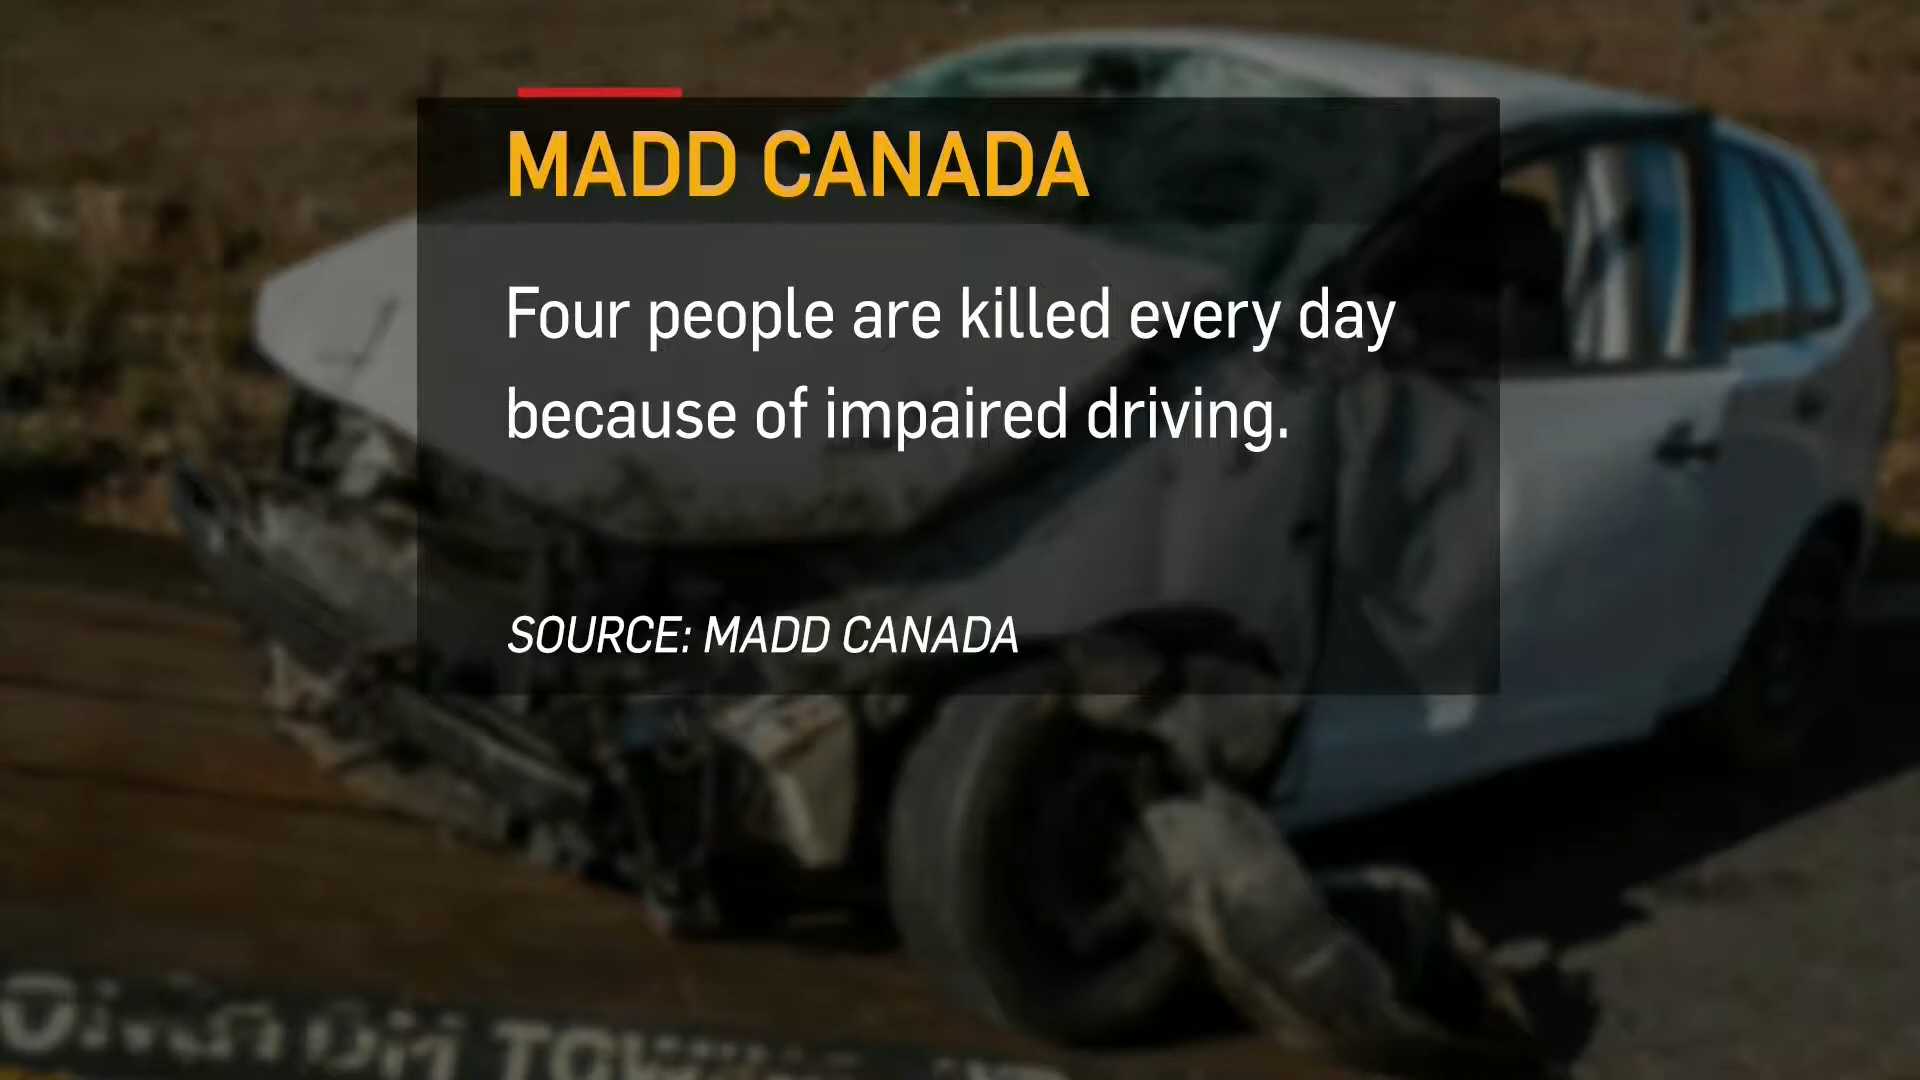 MADD CANADA
Four people are killed every day
because of impaired driving.
SOURCE: MADD CANADA